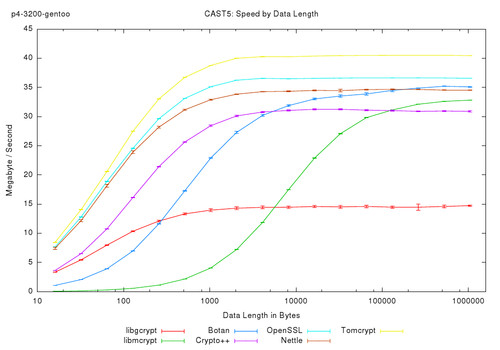 p4-3200-gentoo CAST5: Speed by Data Length
45
40
35
30
25
20
15
10
5
0
Megabyte / Second
10 100 1000 10000 100000 1000000
Data Length in Bytes
libgcrypt Botan OpenSSL Tomcrypt
libmcrypt Crypto++ Nettle